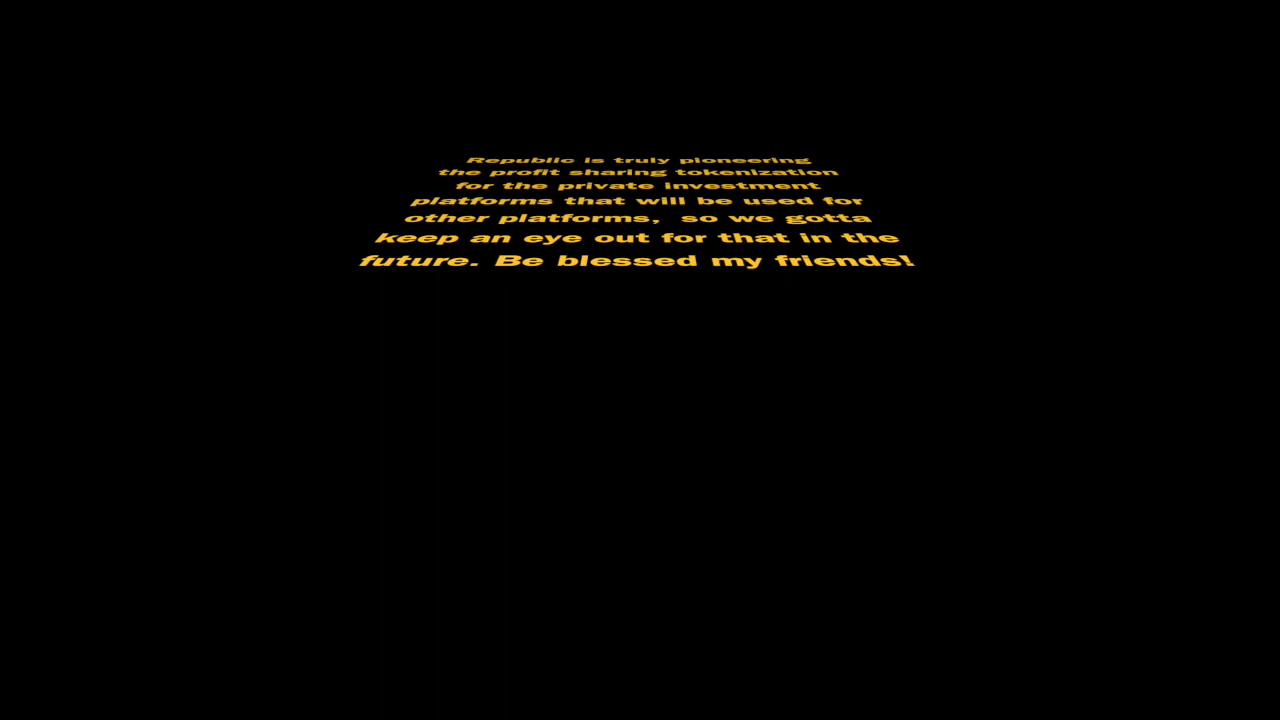 Republic is truly pioneering
the profit sharing tokenization
for the private investment
platforms that will be used for
other platforms,  so we gotta
keep an eye out for that in the
future. Be blessed my friends!